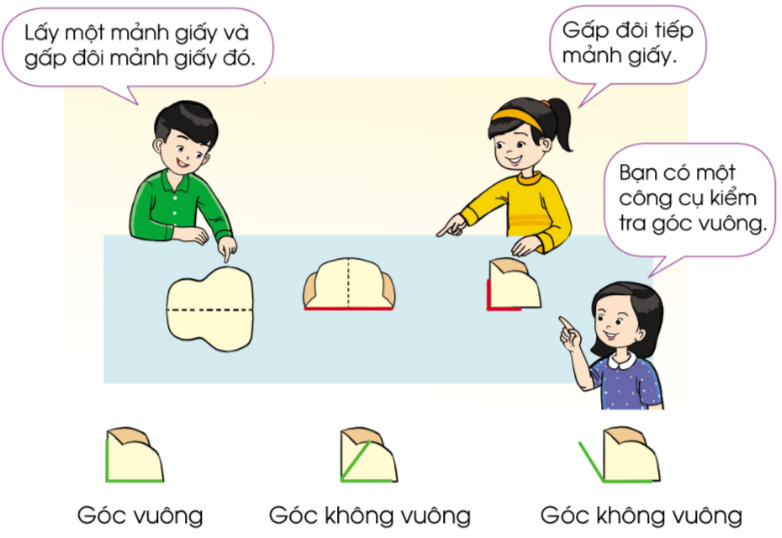 Lấy một mảnh giấy và
gấp đôi mảnh giấy đó.
Gấp đôi tiếp
mảnh giấy.
Bạn có một
công cụ kiểm
tra góc vuông.
Góc vuông
Góc không vuông
Góc không vuông